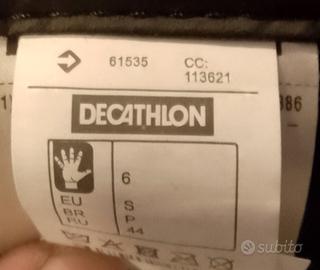 61535 CC:
113621
DECATHLON
6
EU S
BR P
RU 44
subito